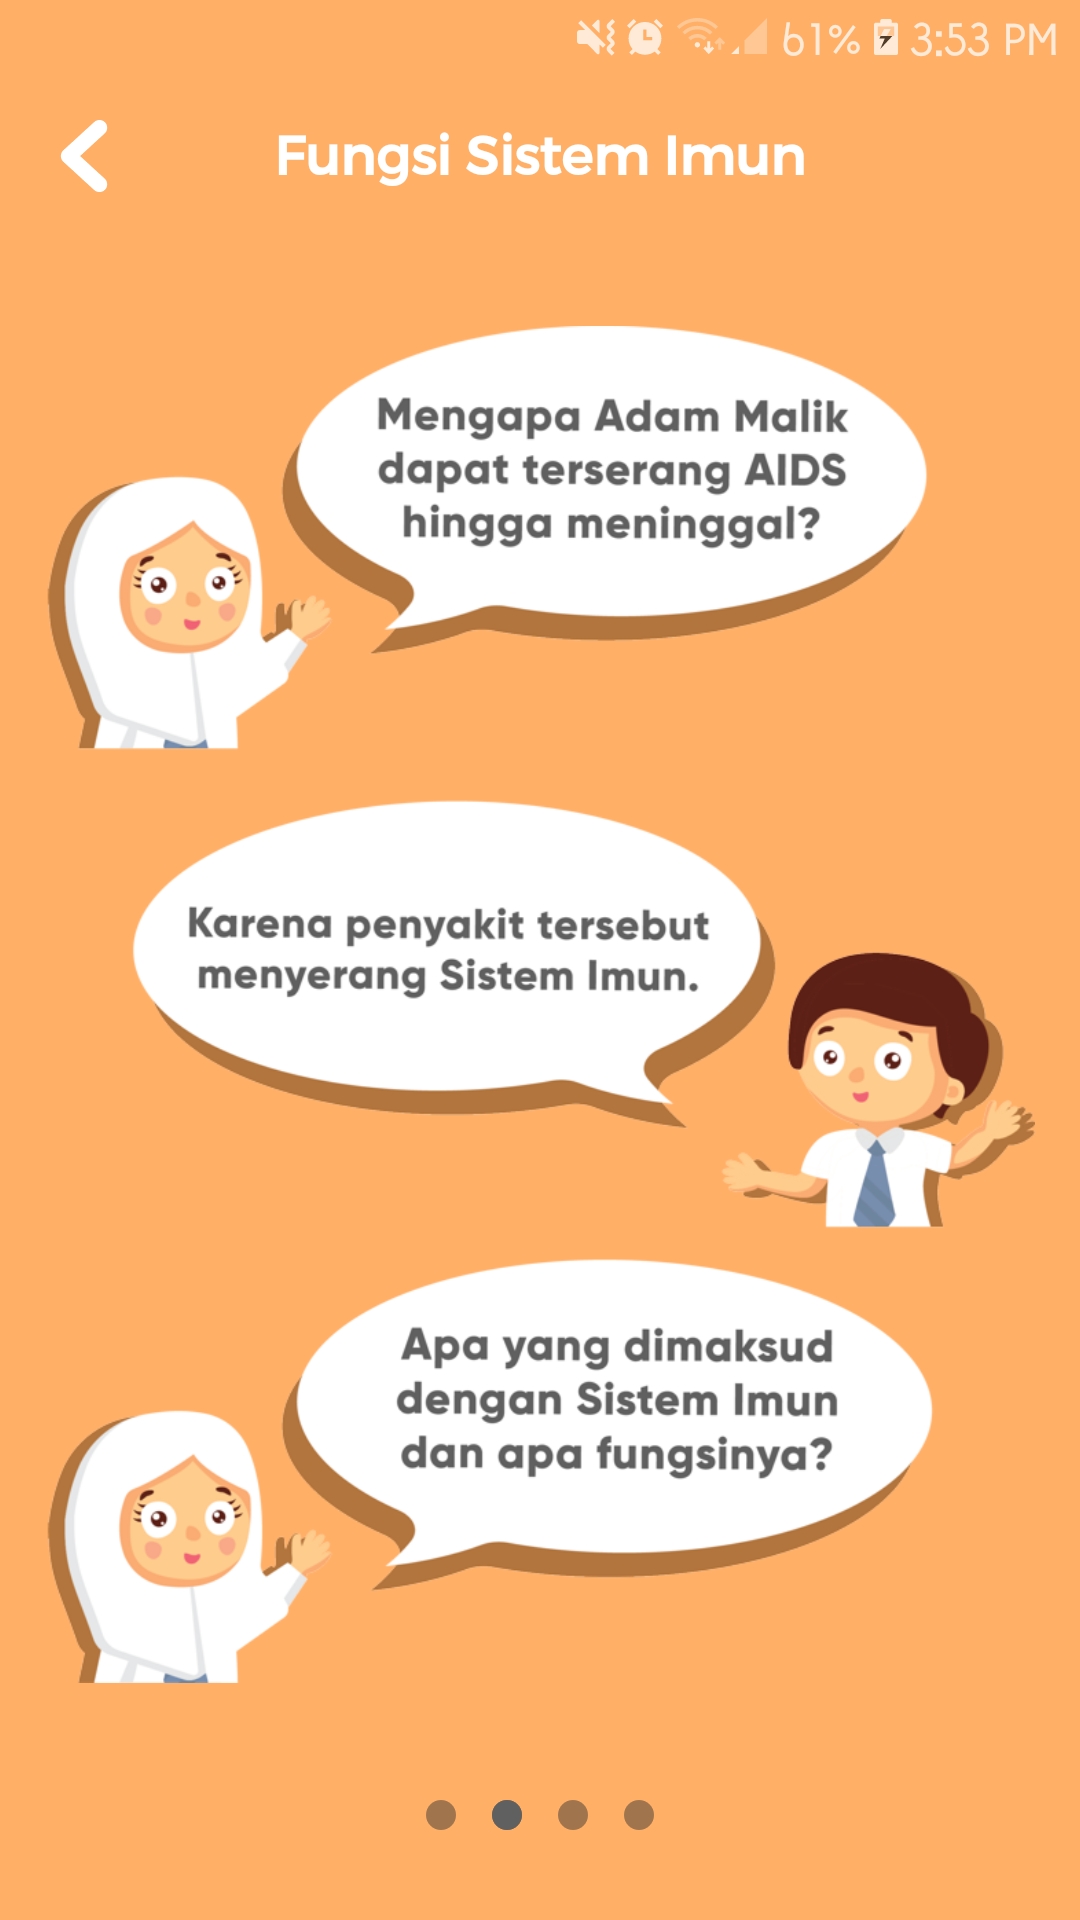 61% 3:53 PM
Fungsi Sistem Imun
Mengapa Adam Malik
dapat terserang AIDS
hingga meninggal?
Karena penyakit tersebut
menyerang Sistem Imun.
Apa yang dimaksud
dengan Sistem Imun
dan apa fungsinya?